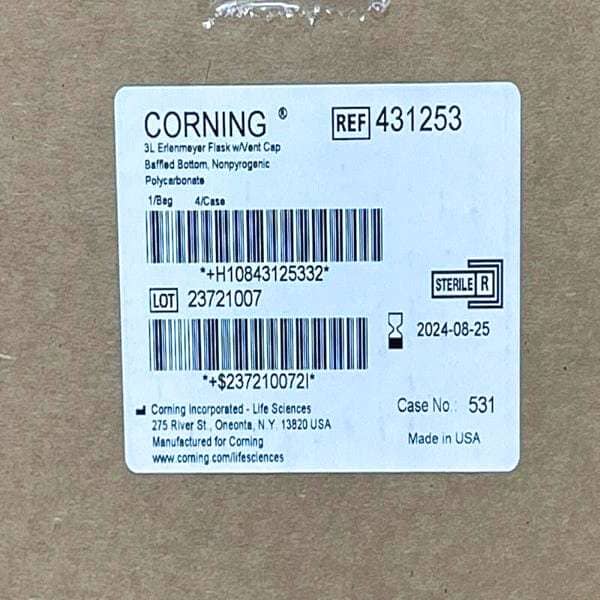 CORNING ®
REF 431253
3L Erlenmeyer Flask w/Vent Cap
Baffled Bottom, Nonpyrogenic
Polycarbonate
1/Bag 4/Case
*+H10843125332*
LOT 23721007
STERILE R
2024-08-25
*+$237210072I*
Corning Incorporated - Life Sciences
275 River St., Oneonta, N.Y. 13820 USA
Manufactured for Corning
www.corning.com/lifesciences
Case No.: 531
Made in USA